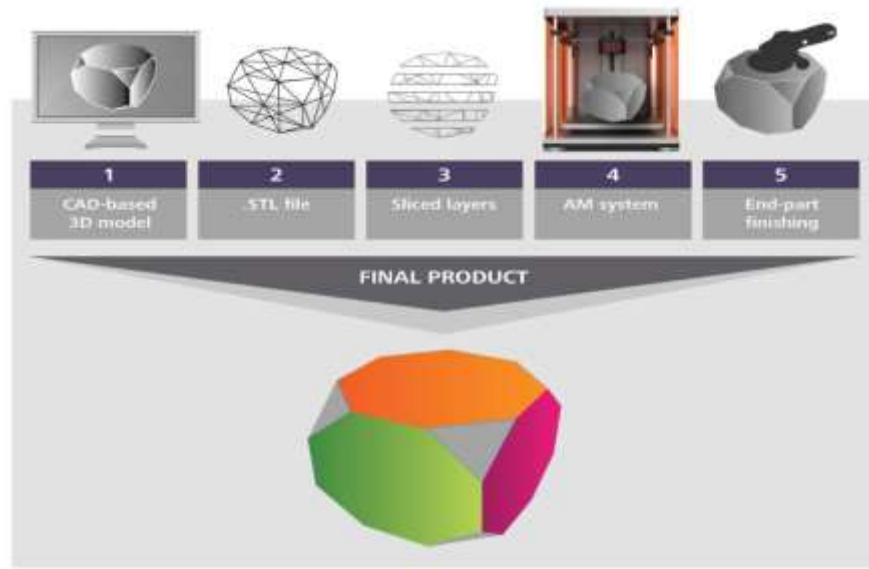 1
CAD-based
3D model
2
.STL file
3
Sliced layers
4
AM system
5
End-part
finishing
FINAL PRODUCT